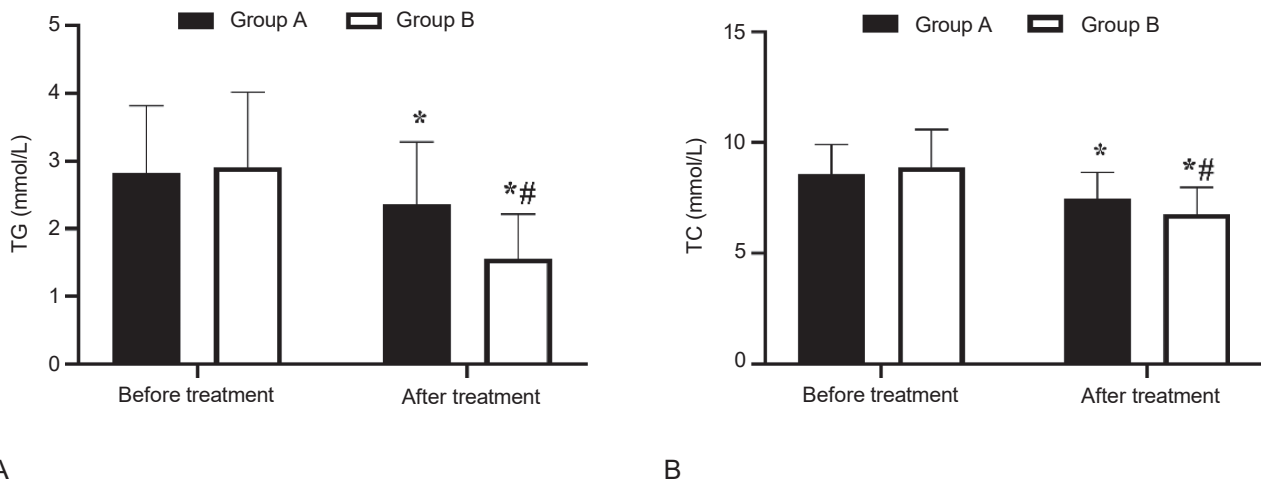 Group A Group B
5
4
3
2
1
0
TG (mmol/L)
*
*#
Before treatment After treatment
A
Group A Group B
15
10
5
0
TC (mmol/L)
*
*#
Before treatment After treatment
B